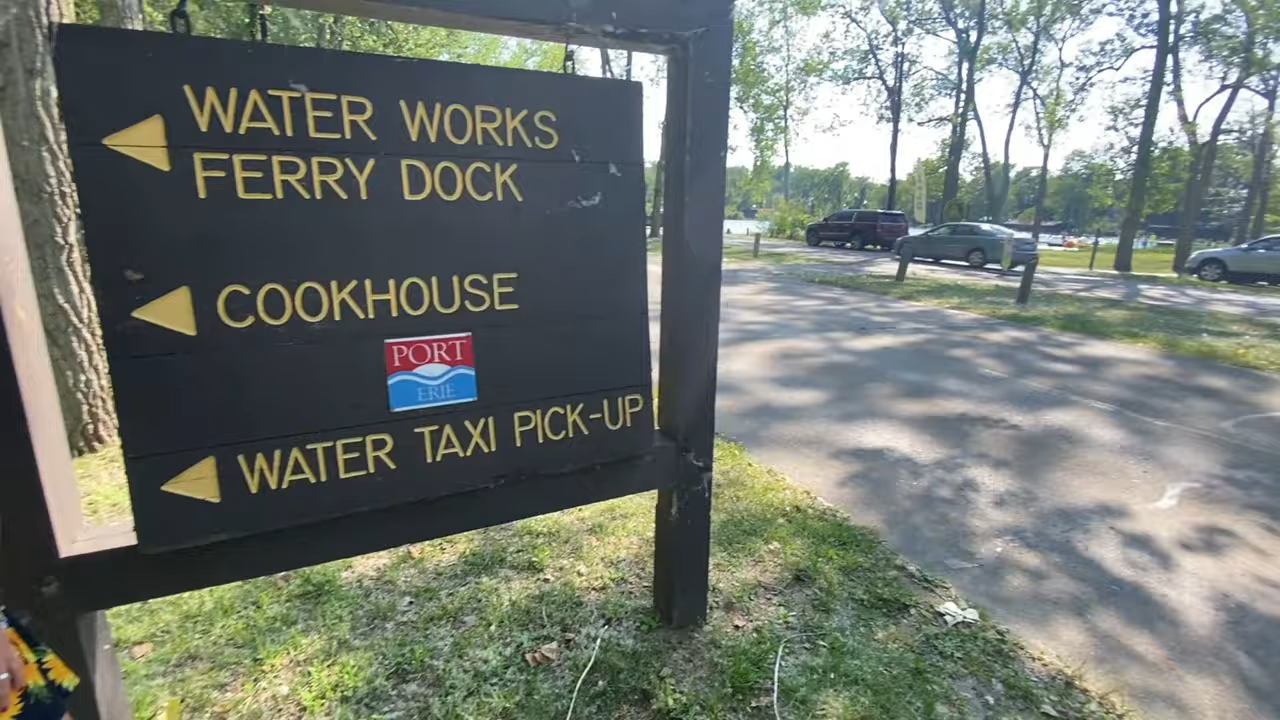 WATER WORKS
FERRY DOCK
COOKHOUSE
PORT
ERIE
WATER TAXI PICK-UP